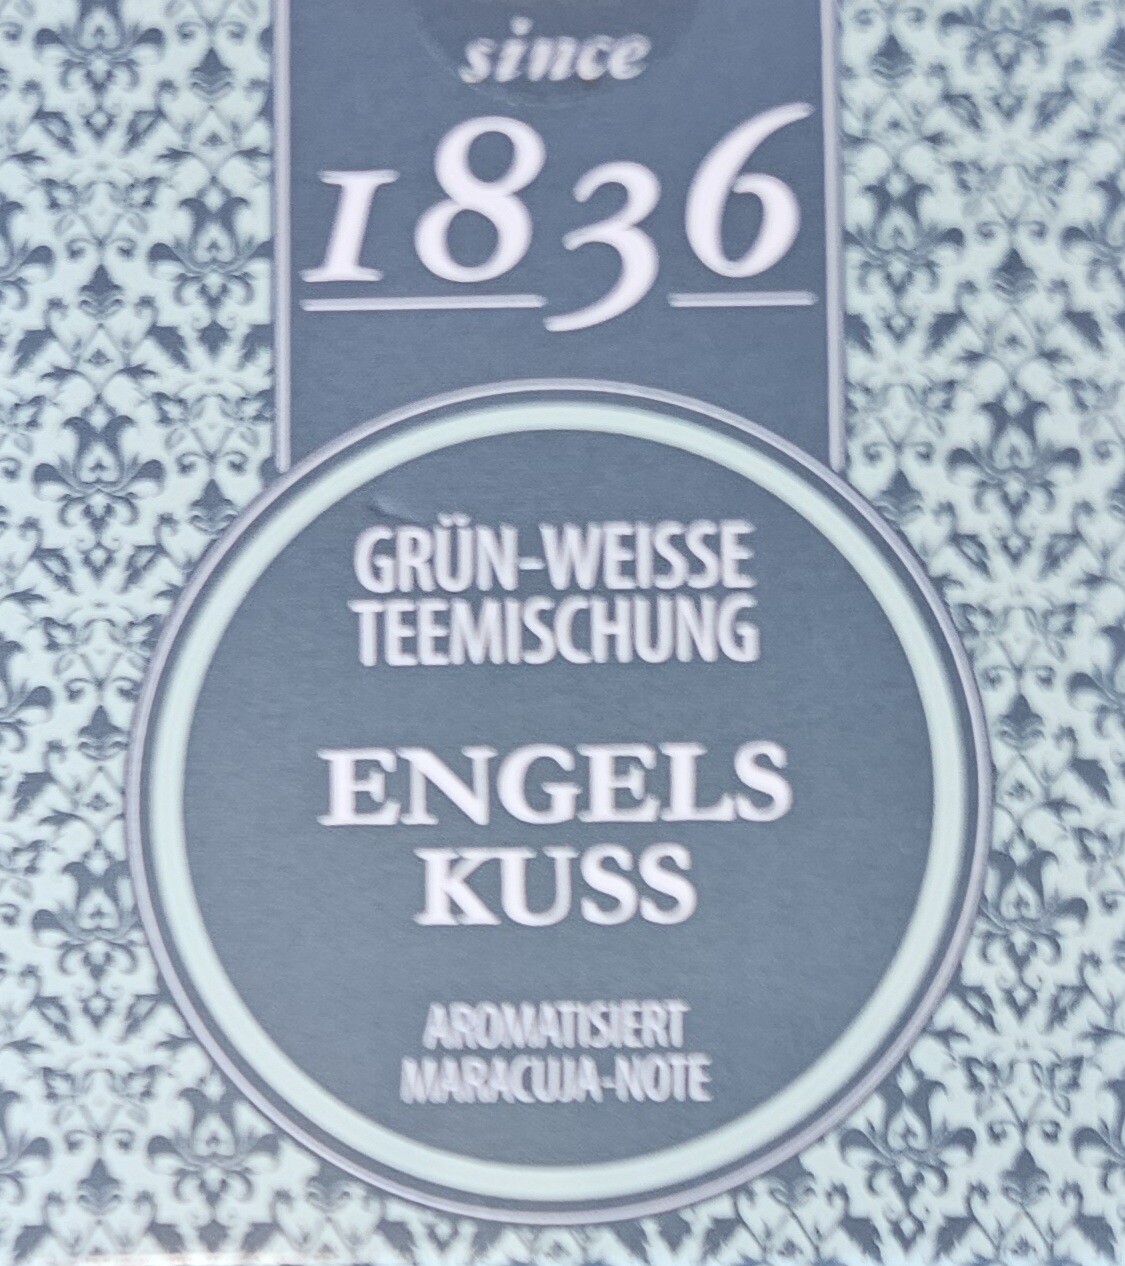 since
1836
GRÜN-WEISSE
TEEMISCHUNG
ENGELS
KUSS
AROMATISIERT
MARACUJA-NOTE